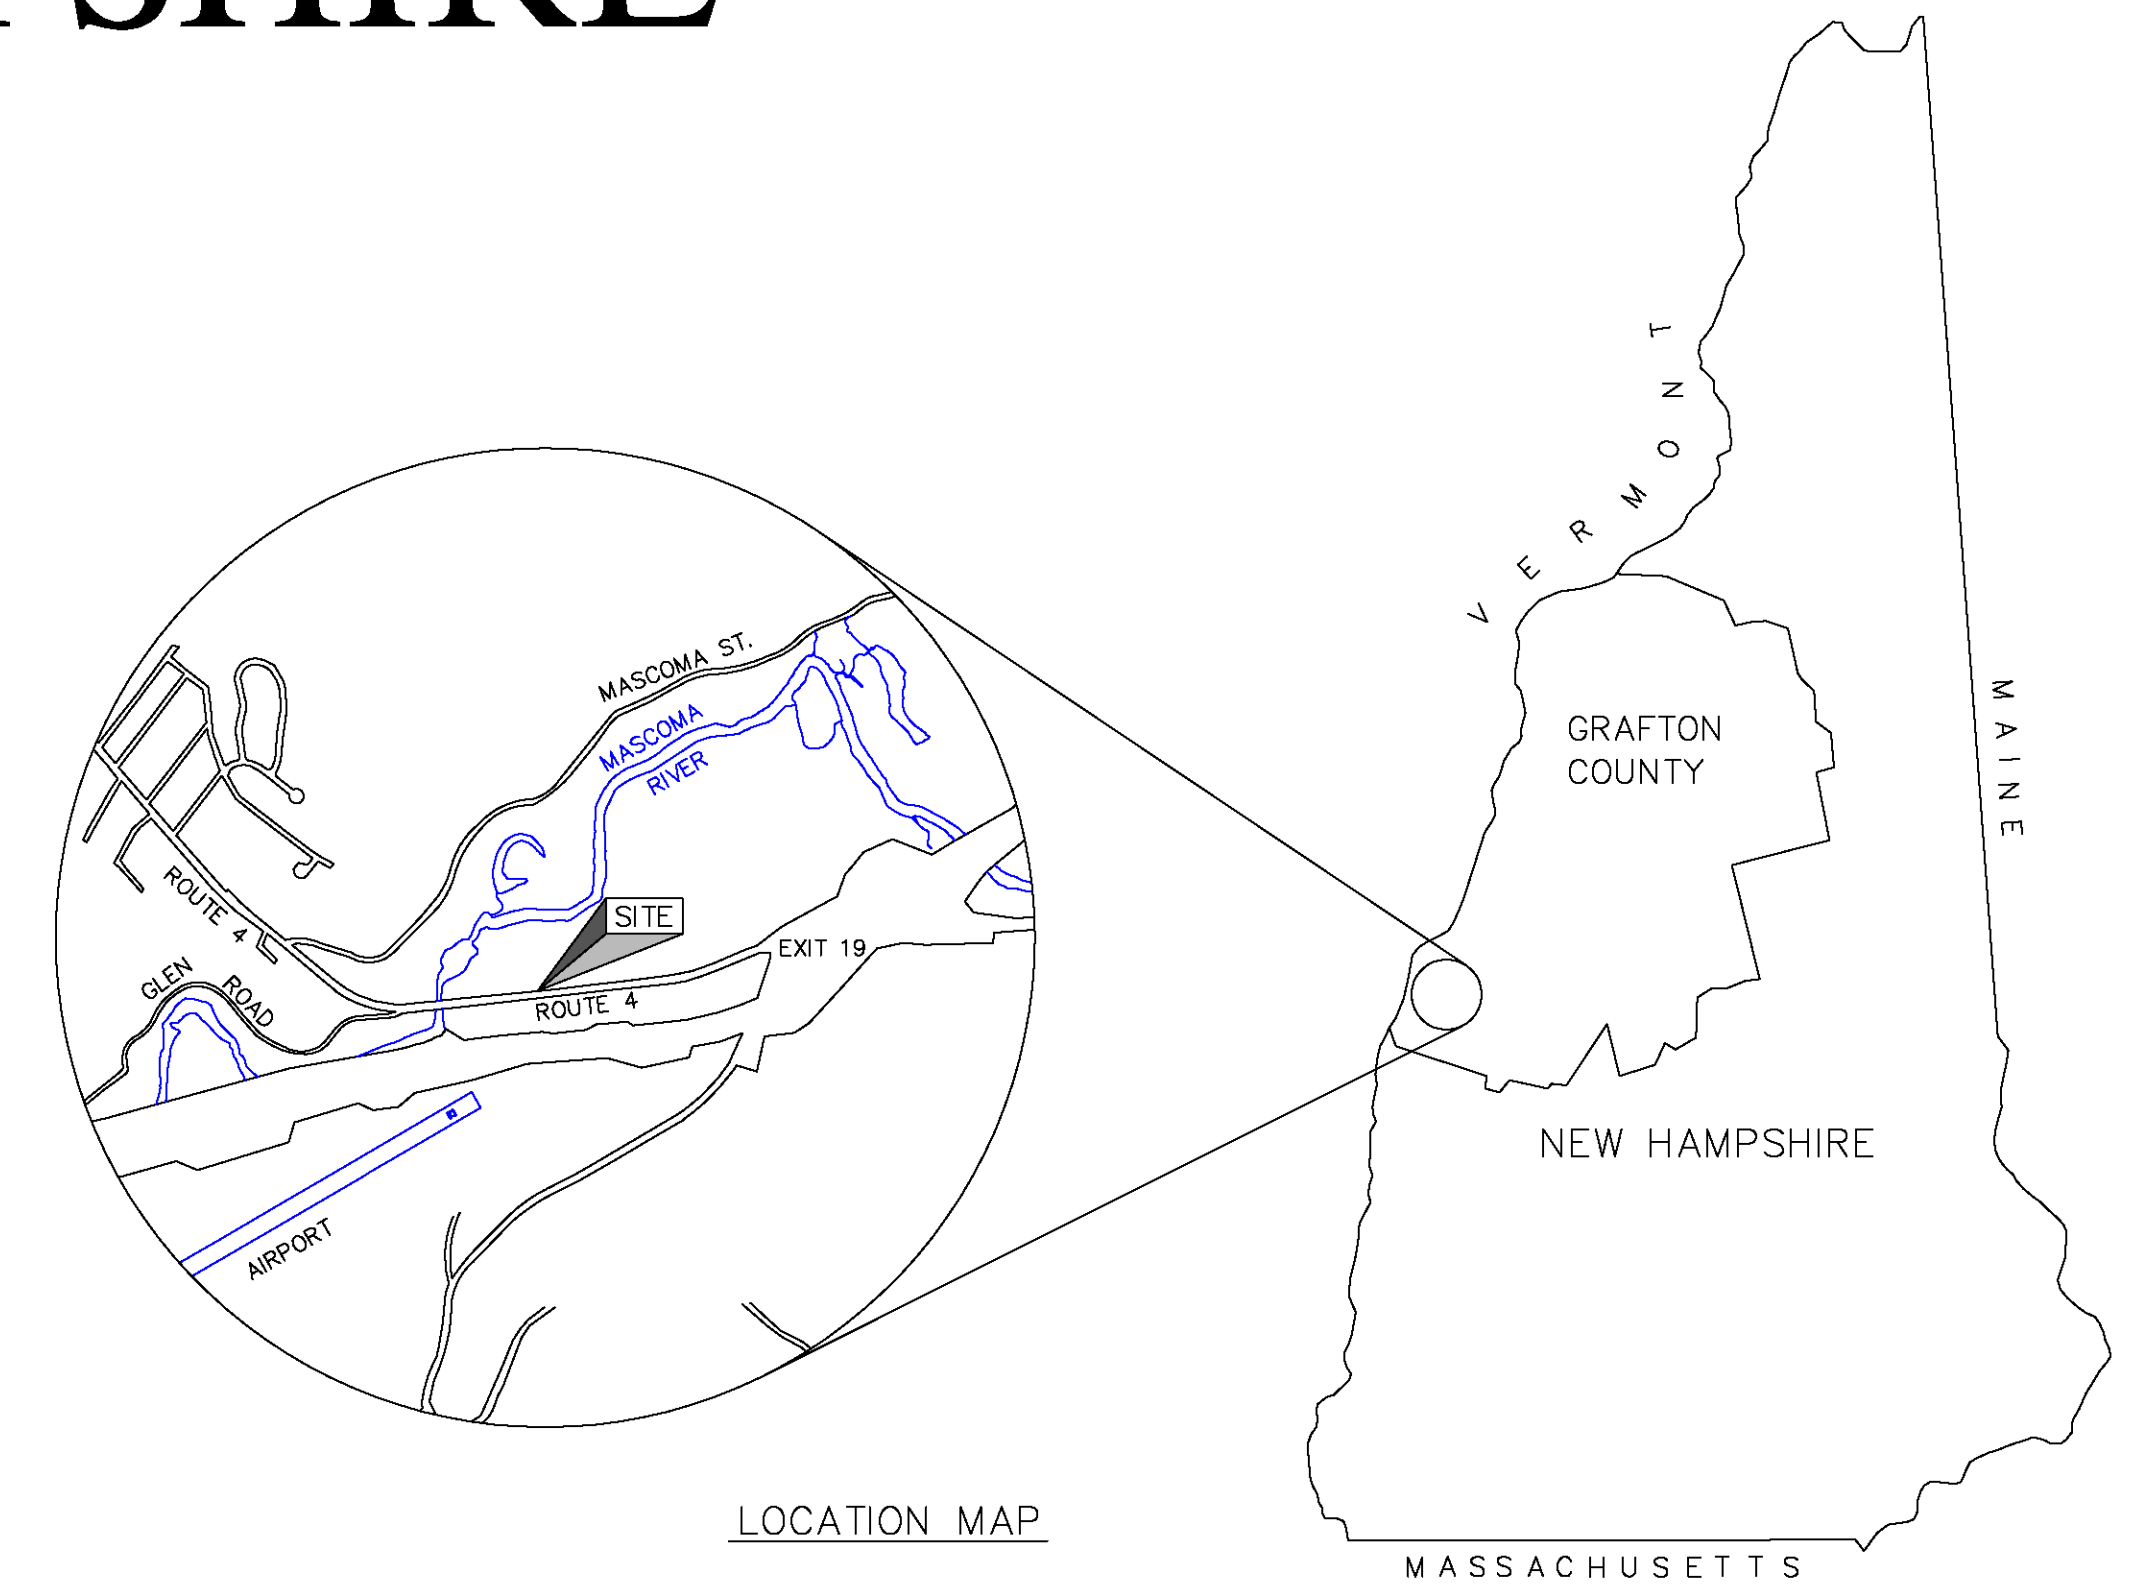 SHIRE
VERMONT
MAINE
GRAFTON
COUNTY
NEW HAMPSHIRE
MASSACHUSETTS
MASCOMA ST.
MASCOMA
RIVER
ROUTE 4
SITE
EXIT 19
ROUTE 4
GLEN ROAD
AIRPORT
LOCATION MAP